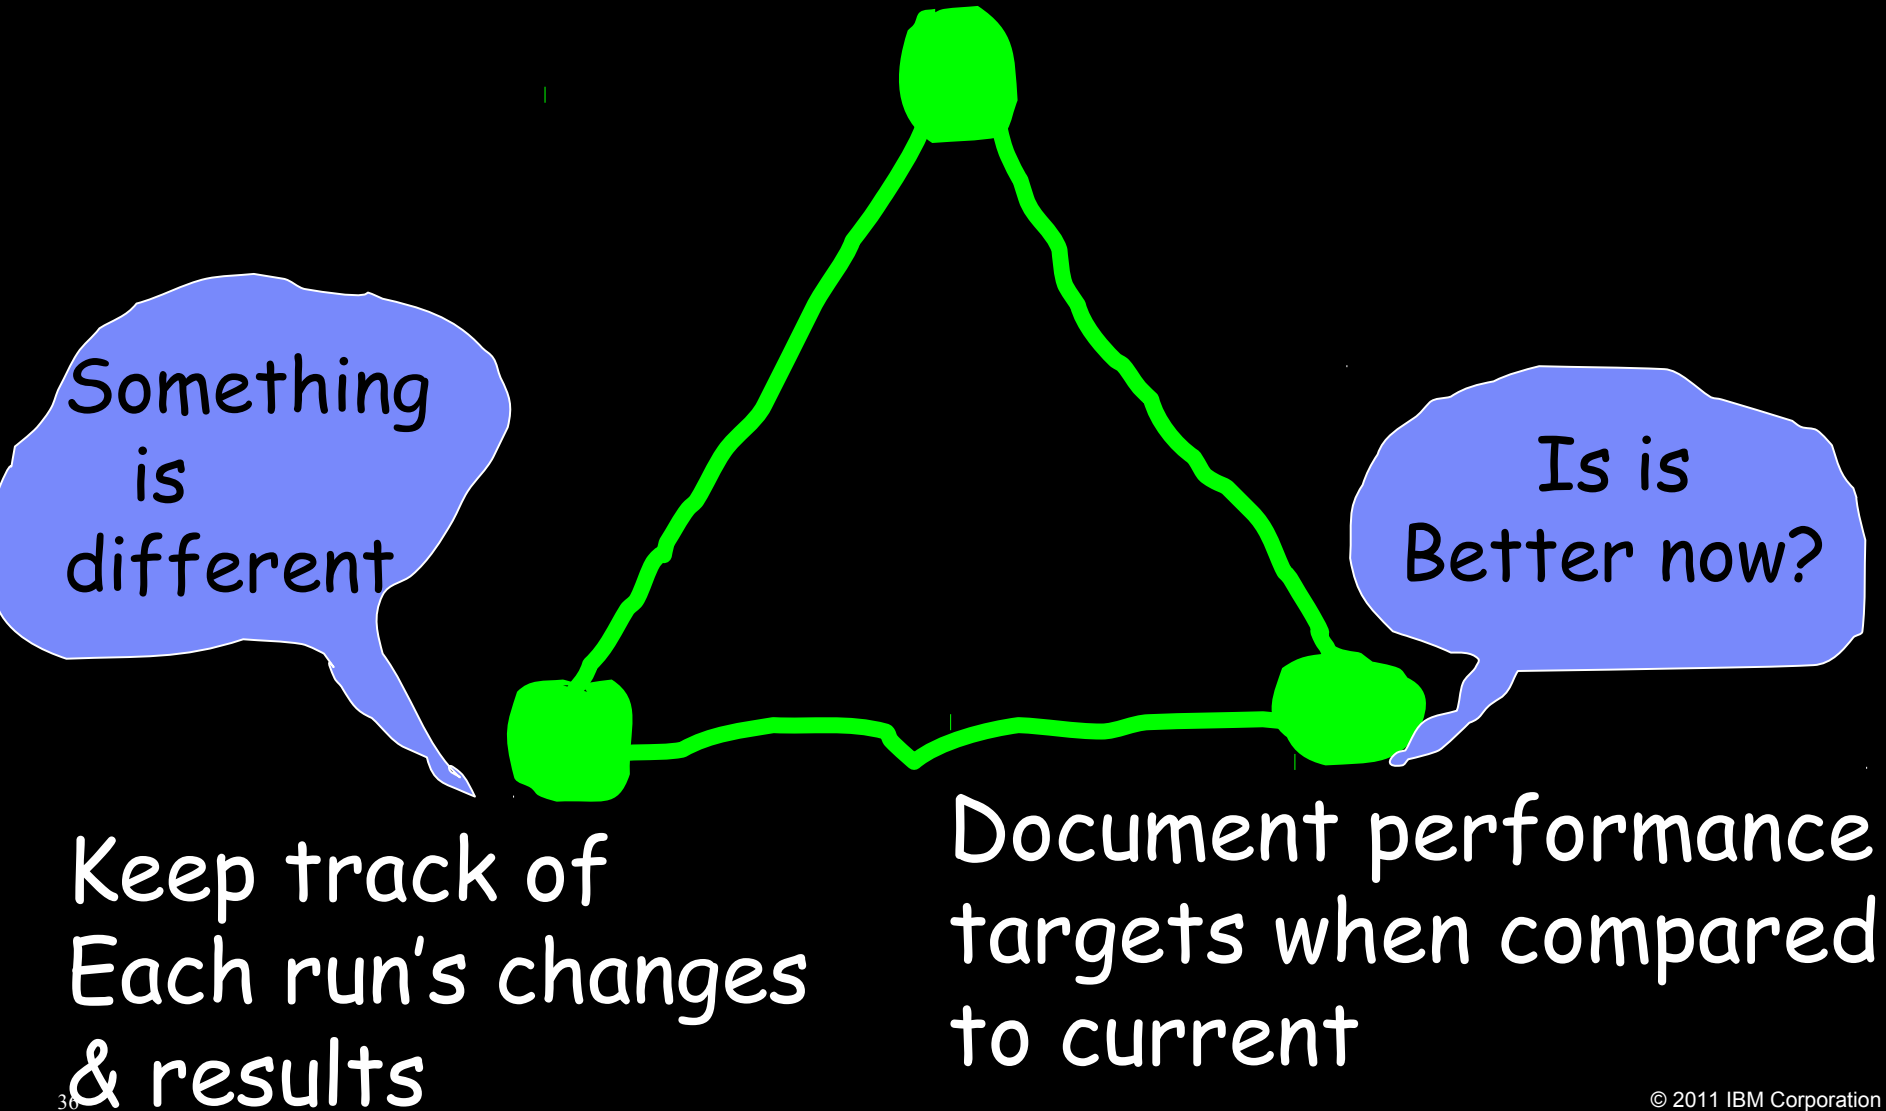 Something
is
different
Is is
Better now?
Keep track of
Each run's changes
& results
Document performance
targets when compared
to current
36
© 2011 IBM Corporation